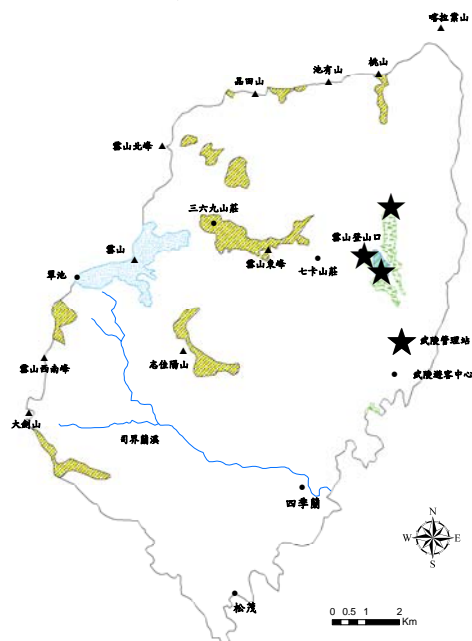 喀拉業山
桃山
池有山
品田山
雪山北峰
三六九山莊
雪山登山口
雪山
雪山東峰
七卡山莊
翠池
武陵管理站
志佳陽山
雪山西南峰
武陵遊客中心
大劍山
司界蘭溪
四季蘭
N
W
E
S
松茂
0 0.5 1 2
Km